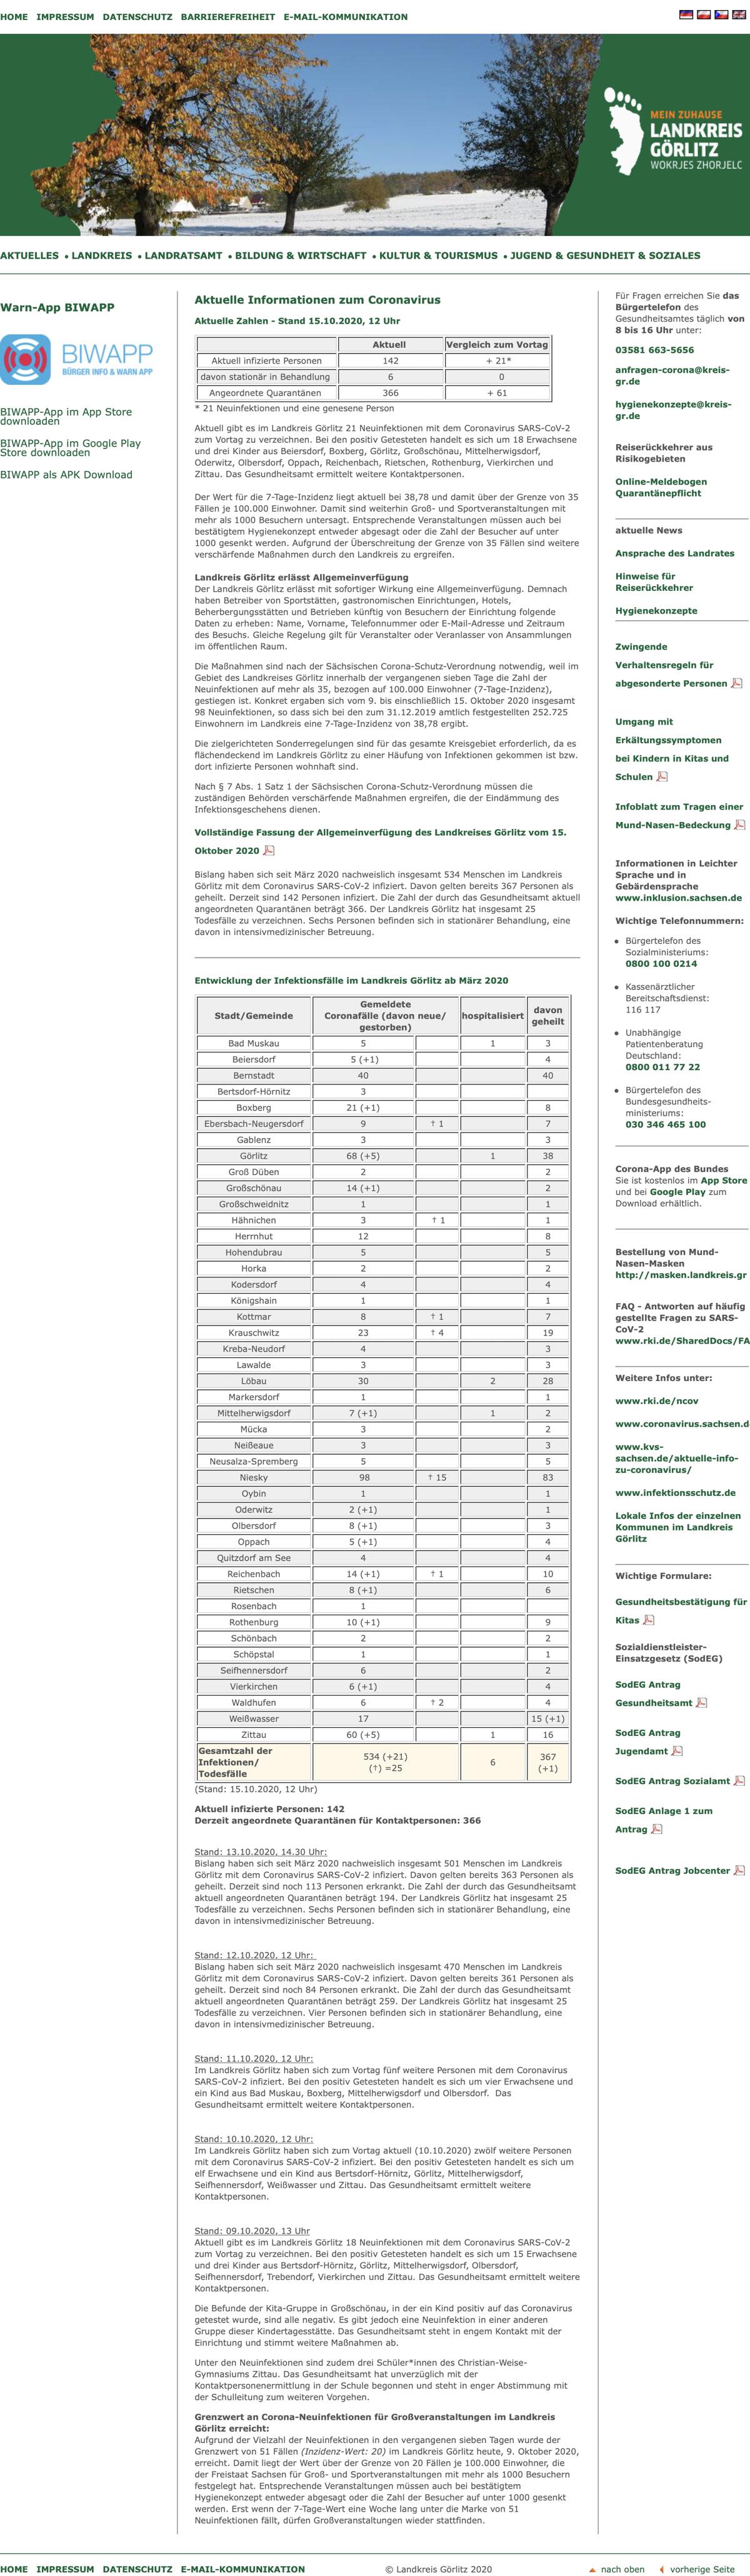 HOME IMPRESSUM DATENSCHUTZ BARRIEREFREIHEIT E-MAIL-KOMMUNIKATION
MEIN ZUHAUSE
LANDKREIS
GÖRLITZ
WOKRJES ZHORJELC
AKTUELLES • LANDKREIS • LANDRATSAMT • BILDUNG & WIRTSCHAFT • KULTUR & TOURISMUS • JUGEND & GESUNDHEIT & SOZIALES
Warn-App BIWAPP
BIWAPP
BÜRGER INFO & WARN APP
BIWAPP-App im App Store
downloaden
BIWAPP-App im Google Play
Store downloaden
BIWAPP als APK Download
Aktuelle Informationen zum Coronavirus
Aktuelle Zahlen - Stand 15.10.2020, 12 Uhr
Aktuell Vergleich zum Vortag
Aktuell infizierte Personen 142 + 21*
davon stationär in Behandlung 6 0
Angeordnete Quarantänen 366 + 61
* 21 Neuinfektionen und eine genesene Person
Aktuell gibt es im Landkreis Görlitz 21 Neuinfektionen mit dem Coronavirus SARS-CoV-2
zum Vortag zu verzeichnen. Bei den positiv Getesteten handelt es sich um 18 Erwachsene
und drei Kinder aus Beiersdorf, Boxberg, Görlitz, Großschönau, Mittelherwigsdorf,
Oderwitz, Olbersdorf, Oppach, Reichenbach, Rietschen, Rothenburg, Vierkirchen und
Zittau. Das Gesundheitsamt ermittelt weitere Kontaktpersonen.
Der Wert für die 7-Tage-Inzidenz liegt aktuell bei 38,78 und damit über der Grenze von 35
Fällen je 100.000 Einwohner. Damit sind weiterhin Groß- und Sportveranstaltungen mit
mehr als 1000 Besuchern untersagt. Entsprechende Veranstaltungen müssen auch bei
bestätigtem Hygienekonzept entweder abgesagt oder die Zahl der Besucher auf unter
1000 gesenkt werden. Aufgrund der Überschreitung der Grenze von 35 Fällen sind weitere
verschärfende Maßnahmen durch den Landkreis zu ergreifen.
Landkreis Görlitz erlässt Allgemeinverfügung
Der Landkreis Görlitz erlässt mit sofortiger Wirkung eine Allgemeinverfügung. Demnach
haben Betreiber von Sportstätten, gastronomischen Einrichtungen, Hotels,
Beherbergungsstätten und Betrieben künftig von Besuchern der Einrichtung folgende
Daten zu erheben: Name, Vorname, Telefonnummer oder E-Mail-Adresse und Zeitraum
des Besuchs. Gleiche Regelung gilt für Veranstalter oder Veranlasser von Ansammlungen
im öffentlichen Raum.
Die Maßnahmen sind nach der Sächsischen Corona-Schutz-Verordnung notwendig, weil im
Gebiet des Landkreises Görlitz innerhalb der vergangenen sieben Tage die Zahl der
Neuinfektionen auf mehr als 35, bezogen auf 100.000 Einwohner (7-Tage-Inzidenz),
gestiegen ist. Konkret ergaben sich vom 9. bis einschließlich 15. Oktober 2020 insgesamt
98 Neuinfektionen, so dass sich bei den zum 31.12.2019 amtlich festgestellten 252.725
Einwohnern im Landkreis eine 7-Tage-Inzidenz von 38,78 ergibt.
Die zielgerichteten Sonderregelungen sind für das gesamte Kreisgebiet erforderlich, da es
flächendeckend im Landkreis Görlitz zu einer Häufung von Infektionen gekommen ist bzw.
dort infizierte Personen wohnhaft sind.
Nach § 7 Abs. 1 Satz 1 der Sächsischen Corona-Schutz-Verordnung müssen die
zuständigen Behörden verschärfende Maßnahmen ergreifen, die der Eindämmung des
Infektionsgeschehens dienen.
Vollständige Fassung der Allgemeinverfügung des Landkreises Görlitz vom 15.
Oktober 2020
Bislang haben sich seit März 2020 nachweislich insgesamt 534 Menschen im Landkreis
Görlitz mit dem Coronavirus SARS-CoV-2 infiziert. Davon gelten bereits 367 Personen als
geheilt. Derzeit sind 142 Personen infiziert. Die Zahl der durch das Gesundheitsamt aktuell
angeordneten Quarantänen beträgt 366. Der Landkreis Görlitz hat insgesamt 25
Todesfälle zu verzeichnen. Sechs Personen befinden sich in stationärer Behandlung, eine
davon in intensivmedizinischer Betreuung.
Entwicklung der Infektionsfälle im Landkreis Görlitz ab März 2020
Stadt/Gemeinde Gemeldete Coronafälle (davon neue/ gestorben) hospitalisiert davon geheilt
Bad Muskau 5 1 3
Beiersdorf 5 (+1) 4
Bernstadt 40 40
Bertsdorf-Hörnitz 3
Boxberg 21 (+1) 8
Ebersbach-Neugersdorf 9 † 1 7
Gablenz 3 3
Görlitz 68 (+5) 1 38
Groß Düben 2 2
Großschönau 14 (+1) 2
Großschweidnitz 1 1
Hähnichen 3 † 1 1
Herrnhut 12 8
Hohendubrau 5 5
Horka 2 2
Kodersdorf 4 4
Königshain 1 1
Kottmar 8 † 1 7
Krauschwitz 23 † 4 19
Kreba-Neudorf 4 3
Lawalde 3 3
Löbau 30 2 28
Markersdorf 1 1
Mittelherwigsdorf 7 (+1) 1 2
Mücka 3 2
Neißeaue 3 3
Neusalza-Spremberg 5 5
Niesky 98 † 15 83
Oybin 1 1
Oderwitz 2 (+1) 1
Olbersdorf 8 (+1) 3
Oppach 5 (+1) 4
Quitzdorf am See 4 4
Reichenbach 14 (+1) † 1 10
Rietschen 8 (+1) 6
Rosenbach 1
Rothenburg 10 (+1) 9
Schönbach 2 2
Schöpstal 1 1
Seifhennersdorf 6 2
Vierkirchen 6 (+1) 4
Waldhufen 6 † 2 4
Weißwasser 17 15 (+1)
Zittau 60 (+5) 1 16
Gesamtzahl der Infektionen/ Todesfälle 534 (+21) (†) =25 6 367 (+1)
(Stand: 15.10.2020, 12 Uhr)
Aktuell infizierte Personen: 142
Derzeit angeordnete Quarantänen für Kontaktpersonen: 366
Stand: 13.10.2020, 14.30 Uhr:
Bislang haben sich seit März 2020 nachweislich insgesamt 501 Menschen im Landkreis
Görlitz mit dem Coronavirus SARS-CoV-2 infiziert. Davon gelten bereits 363 Personen als
geheilt. Derzeit sind noch 113 Personen erkrankt. Die Zahl der durch das Gesundheitsamt
aktuell angeordneten Quarantänen beträgt 194. Der Landkreis Görlitz hat insgesamt 25
Todesfälle zu verzeichnen. Sechs Personen befinden sich in stationärer Behandlung, eine
davon in intensivmedizinischer Betreuung.
Stand: 12.10.2020, 12 Uhr:
Bislang haben sich seit März 2020 nachweislich insgesamt 470 Menschen im Landkreis
Görlitz mit dem Coronavirus SARS-CoV-2 infiziert. Davon gelten bereits 361 Personen als
geheilt. Derzeit sind noch 84 Personen erkrankt. Die Zahl der durch das Gesundheitsamt
aktuell angeordneten Quarantänen beträgt 259. Der Landkreis Görlitz hat insgesamt 25
Todesfälle zu verzeichnen. Vier Personen befinden sich in stationärer Behandlung, eine
davon in intensivmedizinischer Betreuung.
Stand: 11.10.2020, 12 Uhr:
Im Landkreis Görlitz haben sich zum Vortag fünf weitere Personen mit dem Coronavirus
SARS-CoV-2 infiziert. Bei den positiv Getesteten handelt es sich um vier Erwachsene und
ein Kind aus Bad Muskau, Boxberg, Mittelherwigsdorf und Olbersdorf. Das
Gesundheitsamt ermittelt weitere Kontaktpersonen.
Stand: 10.10.2020, 12 Uhr:
Im Landkreis Görlitz haben sich zum Vortag aktuell (10.10.2020) zwölf weitere Personen
mit dem Coronavirus SARS-CoV-2 infiziert. Bei den positiv Getesteten handelt es sich um
elf Erwachsene und ein Kind aus Bertsdorf-Hörnitz, Görlitz, Mittelherwigsdorf,
Seifhennersdorf, Weißwasser und Zittau. Das Gesundheitsamt ermittelt weitere
Kontaktpersonen.
Stand: 09.10.2020, 13 Uhr
Aktuell gibt es im Landkreis Görlitz 18 Neuinfektionen mit dem Coronavirus SARS-CoV-2
zum Vortag zu verzeichnen. Bei den positiv Getesteten handelt es sich um 15 Erwachsene
und drei Kinder aus Bertsdorf-Hörnitz, Görlitz, Mittelherwigsdorf, Olbersdorf,
Seifhennersdorf, Trebendorf, Vierkirchen und Zittau. Das Gesundheitsamt ermittelt weitere
Kontaktpersonen.
Die Befunde der Kita-Gruppe in Großschönau, in der ein Kind positiv auf das Coronavirus
getestet wurde, sind alle negativ. Es gibt jedoch eine Neuinfektion in einer anderen
Gruppe dieser Kindertagesstätte. Das Gesundheitsamt steht in engem Kontakt mit der
Einrichtung und stimmt weitere Maßnahmen ab.
Unter den Neuinfektionen sind zudem drei Schüler*innen des Christian-Weise-
Gymnasiums Zittau. Das Gesundheitsamt hat unverzüglich mit der
Kontaktpersonenermittlung in der Schule begonnen und steht in enger Abstimmung mit
der Schulleitung zum weiteren Vorgehen.
Grenzwert an Corona-Neuinfektionen für Großveranstaltungen im Landkreis
Görlitz erreicht:
Aufgrund der Vielzahl der Neuinfektionen in den vergangenen sieben Tagen wurde der
Grenzwert von 51 Fällen (Inzidenz-Wert: 20) im Landkreis Görlitz heute, 9. Oktober 2020,
erreicht. Damit liegt der Wert über der Grenze von 20 Fällen je 100.000 Einwohner, die
der Freistaat Sachsen für Groß- und Sportveranstaltungen mit mehr als 1000 Besuchern
festgelegt hat. Entsprechende Veranstaltungen müssen auch bei bestätigtem
Hygienekonzept entweder abgesagt oder die Zahl der Besucher auf unter 1000 gesenkt
werden. Erst wenn der 7-Tage-Wert eine Woche lang unter die Marke von 51
Neuinfektionen fällt, dürfen Großveranstaltungen wieder stattfinden.
Für Fragen erreichen Sie das
Bürgertelefon des
Gesundheitsamtes täglich von
8 bis 16 Uhr unter:
03581 663-5656
anfragen-corona@kreis-
gr.de
hygienekonzepte@kreis-
gr.de
Reiserückkehrer aus
Risikogebieten
Online-Meldebogen
Quarantänepflicht
aktuelle News
Ansprache des Landrates
Hinweise für
Reiserückkehrer
Hygienekonzepte
Zwingende
Verhaltensregeln für
abgesonderte Personen
Umgang mit
Erkältungssymptomen
bei Kindern in Kitas und
Schulen
Infoblatt zum Tragen einer
Mund-Nasen-Bedeckung
Informationen in Leichter
Sprache und in
Gebärdensprache
www.inklusion.sachsen.de
Wichtige Telefonnummern:
• Bürgertelefon des
Sozialministeriums:
0800 100 0214
• Kassenärztlicher
Bereitschaftsdienst:
116 117
• Unabhängige
Patientenberatung
Deutschland:
0800 011 77 22
• Bürgertelefon des
Bundesgesundheits-
ministeriums:
030 346 465 100
Corona-App des Bundes
Sie ist kostenlos im App Store
und bei Google Play zum
Download erhältlich.
Bestellung von Mund-
Nasen-Masken
http://masken.landkreis.gr
FAQ - Antworten auf häufig
gestellte Fragen zu SARS-
CoV-2
www.rki.de/SharedDocs/FA
Weitere Infos unter:
www.rki.de/ncov
www.coronavirus.sachsen.d
www.kvs-
sachsen.de/aktuelle-info-
zu-coronavirus/
www.infektionsschutz.de
Lokale Infos der einzelnen
Kommunen im Landkreis
Görlitz
Wichtige Formulare:
Gesundheitsbestätigung für
Kitas
Sozialdienstleister-
Einsatzgesetz (SodEG)
SodEG Antrag
Gesundheitsamt
SodEG Antrag
Jugendamt
SodEG Antrag Sozialamt
SodEG Anlage 1 zum
Antrag
SodEG Antrag Jobcenter
HOME IMPRESSUM DATENSCHUTZ E-MAIL-KOMMUNIKATION © Landkreis Görlitz 2020 nach oben vorherige Seite